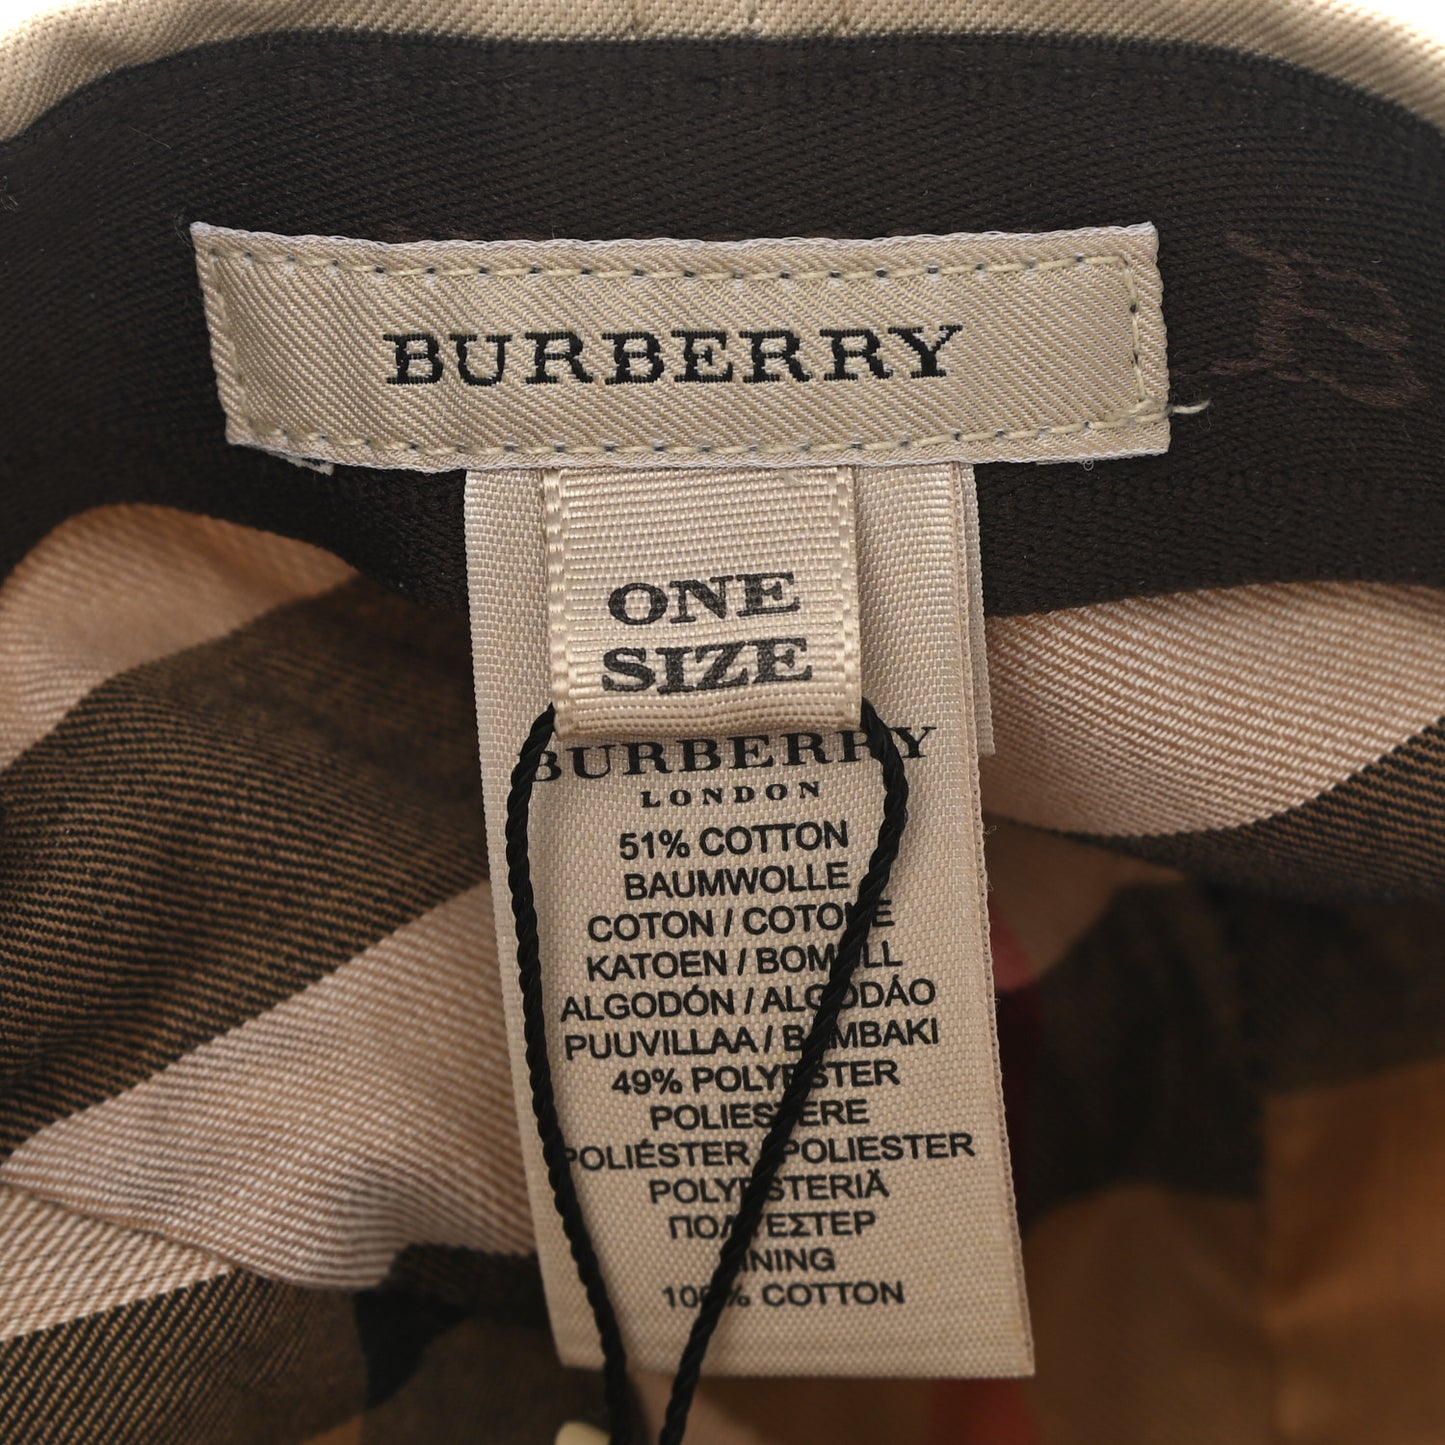 BURBERRY
ONE
SIZE
BURBERRY
LONDON
51% COTTON
BAUMWOLLE
COTON / COTONE
KATOEN / BOMULL
ALGODÓN / ALGODÁO
PUUVILLAA / BAMBAKI
49% POLYESTER
POLIESTERE
POLIÉSTER / POLIESTER
POLYESTERIÄ
ΠΟΛΥΕΣΤΕΡ
LINING
100% COTTON